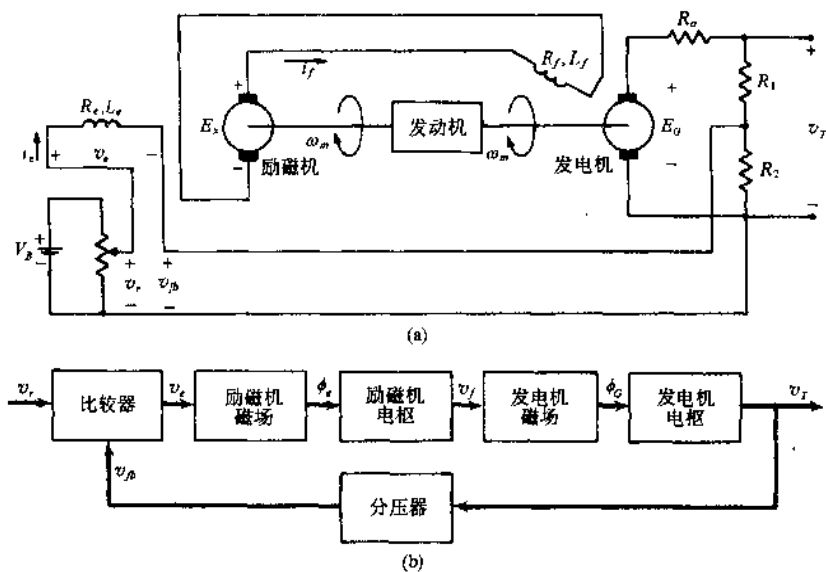 R_a
+
R_f, L_f
i_f
+
+
R_1
R_e, L_e
E_x
发动机
E_G
v_T
ω_m
ω_m
i_e
+ v_e −
−
励磁机
发电机
−
R_2
V_B
+
−
+
v_r
−
+
v_fb
−
−
(a)
v_r
比较器
v_e
励磁机
磁场
ϕ_e
励磁机
电枢
v_f
发电机
磁场
ϕ_G
发电机
电枢
v_T
v_fb
分压器
(b)